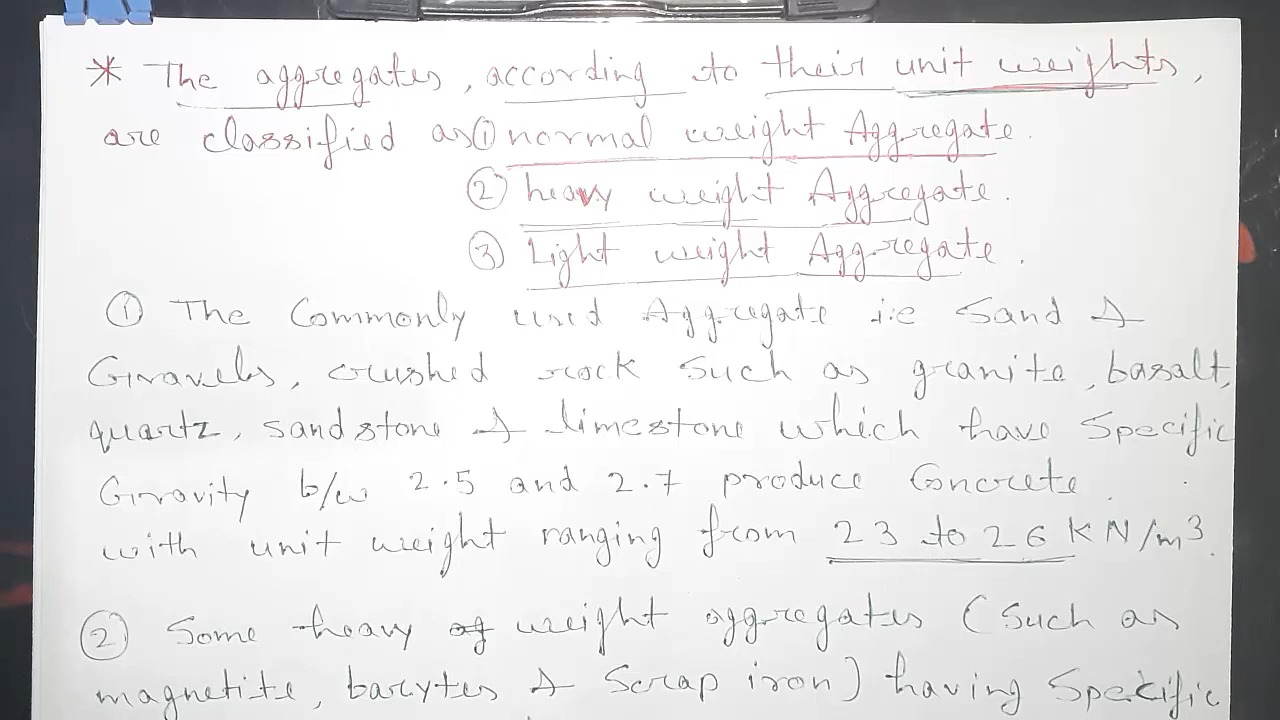 * The aggregates, according to their unit weights,
are classified as ① normal weight Aggregate.
② heavy weight Aggregate.
③ Light weight Aggregate.
① The Commonly used Aggregate i.e Sand &
Gravels, crushed rock such as granite, basalt,
quartz, sandstone & limestone which have Specific
Gravity b/w 2.5 and 2.7 produce Concrete
with unit weight ranging from 23 to 26 KN/m³.
② Some heavy weight aggregates (Such as
magnetite, barytes & Scrap iron) having Specific